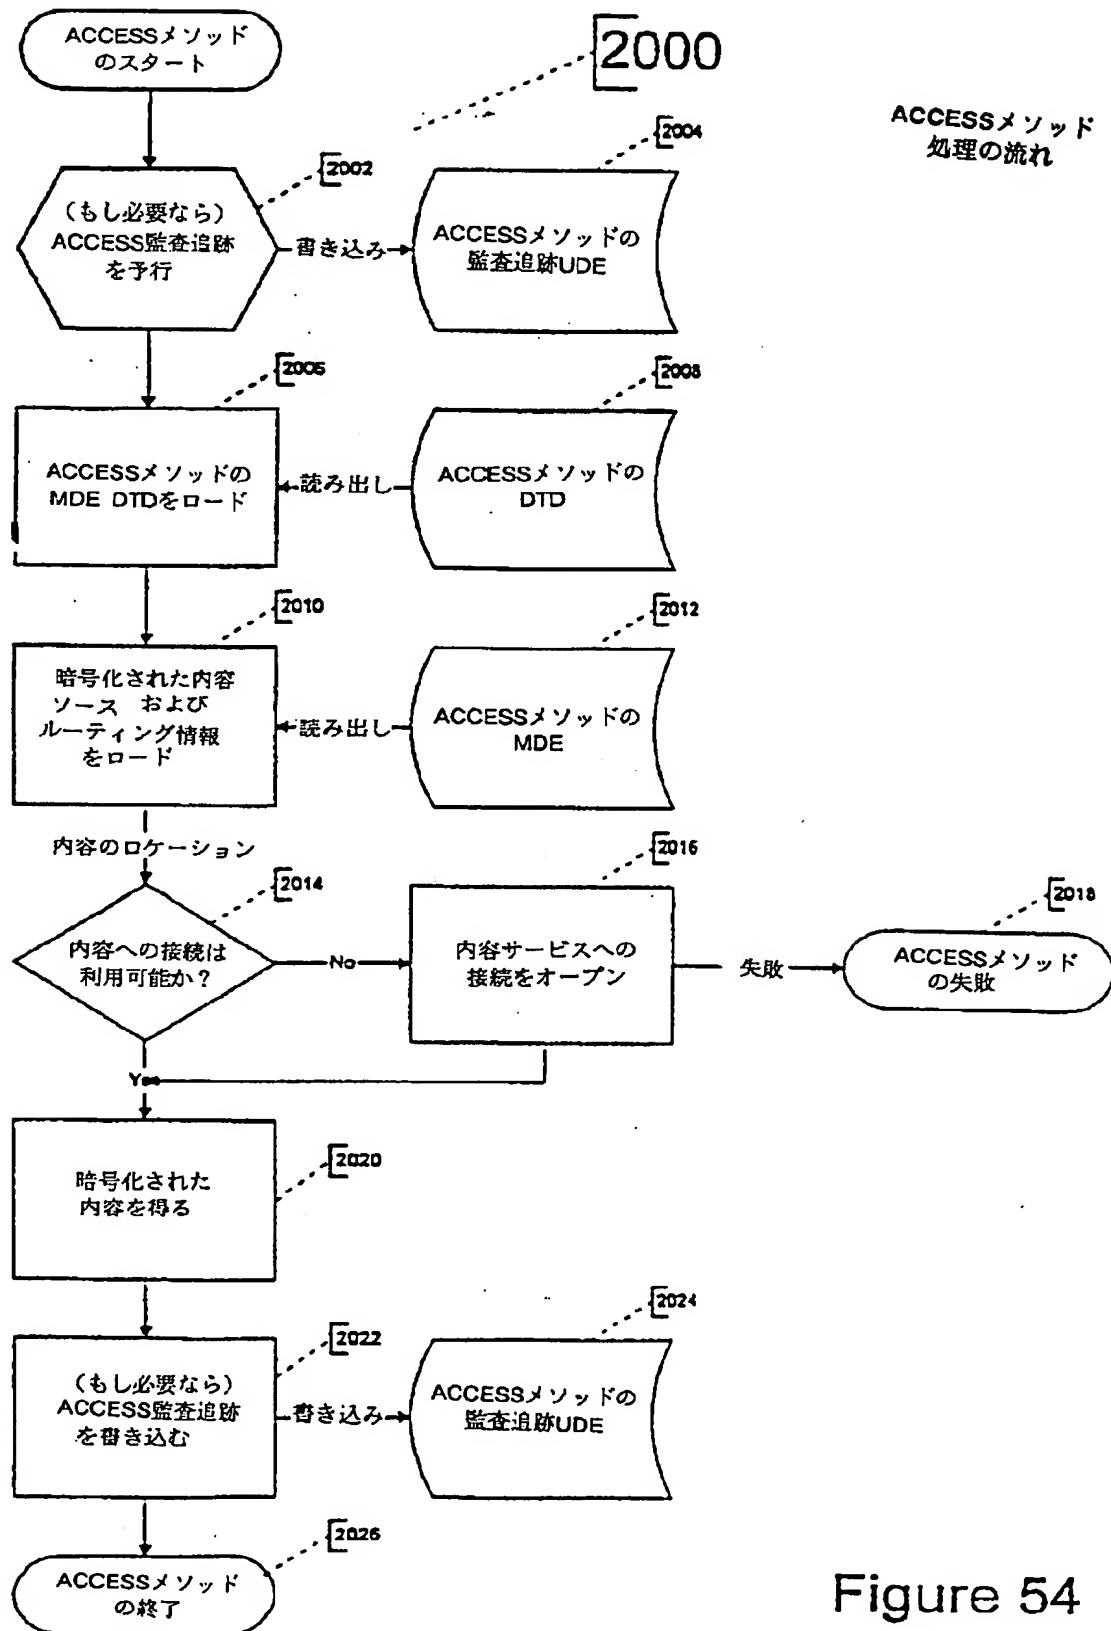 ACCESSメソッド
のスタート
2000
ACCESSメソッド
処理の流れ
2002
2004
(もし必要なら)
ACCESS監査追跡
を予行
書き込み
ACCESSメソッドの
監査追跡UDE
2006
2008
ACCESSメソッドの
MDE DTDをロード
読み出し
ACCESSメソッドの
DTD
2010
2012
暗号化された内容
ソース および
ルーティング情報
をロード
読み出し
ACCESSメソッドの
MDE
内容のロケーション
2014
2016
2018
内容への接続は
利用可能か?
No
内容サービスへの
接続をオープン
失敗
ACCESSメソッド
の失敗
Yes
暗号化された
内容を得る
2020
2022
2024
(もし必要なら)
ACCESS監査追跡
を書き込む
書き込み
ACCESSメソッドの
監査追跡UDE
2026
ACCESSメソッド
の終了
Figure 54